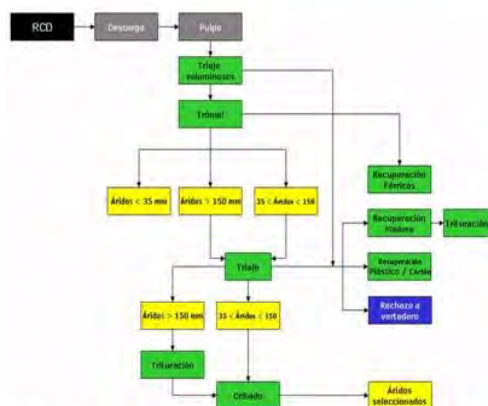 RCD
Descarga
Pulpo
Triaje
voluminosos
Trómel
Recuperación
Férricos
Áridos < 35 mm
Áridos > 150 mm
35 < Áridos < 150
Recuperación
Madera
Trituración
Triaje
Recuperación
Plástico / Cartón
Rechazo a
vertedero
Áridos > 150 mm
35 < Áridos < 150
Trituración
Cribado
Áridos
seleccionados